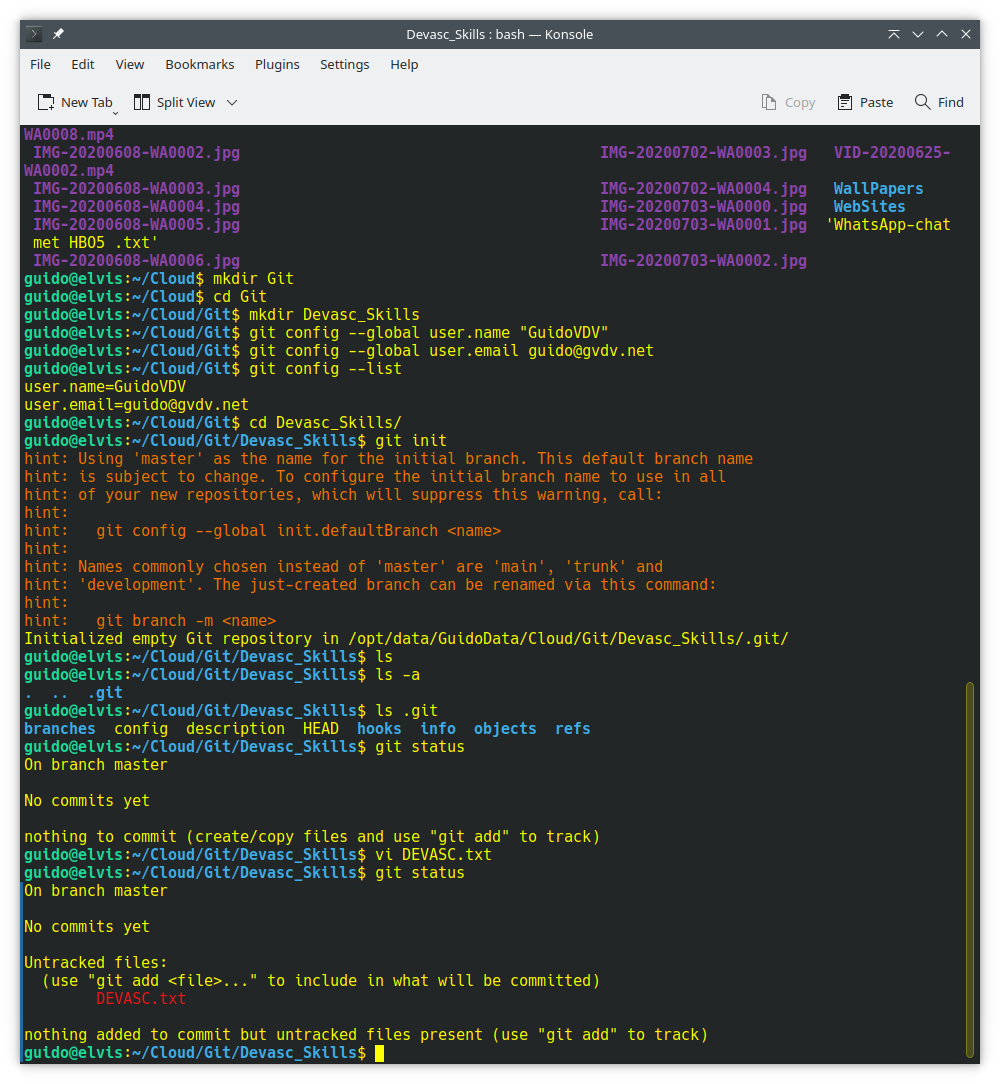 Devasc_Skills : bash — Konsole
File Edit View Bookmarks Plugins Settings Help
New Tab Split View Copy Paste Find
WA0008.mp4
IMG-20200608-WA0002.jpg IMG-20200702-WA0003.jpg VID-20200625-
WA0002.mp4
IMG-20200608-WA0003.jpg IMG-20200702-WA0004.jpg WallPapers
IMG-20200608-WA0004.jpg IMG-20200703-WA0000.jpg WebSites
IMG-20200608-WA0005.jpg IMG-20200703-WA0001.jpg 'WhatsApp-chat
met HBO5 .txt'
IMG-20200608-WA0006.jpg IMG-20200703-WA0002.jpg
guido@elvis:~/Cloud$ mkdir Git
guido@elvis:~/Cloud$ cd Git
guido@elvis:~/Cloud/Git$ mkdir Devasc_Skills
guido@elvis:~/Cloud/Git$ git config --global user.name "GuidoVDV"
guido@elvis:~/Cloud/Git$ git config --global user.email guido@gvdv.net
guido@elvis:~/Cloud/Git$ git config --list
user.name=GuidoVDV
user.email=guido@gvdv.net
guido@elvis:~/Cloud/Git$ cd Devasc_Skills/
guido@elvis:~/Cloud/Git/Devasc_Skills$ git init
hint: Using 'master' as the name for the initial branch. This default branch name
hint: is subject to change. To configure the initial branch name to use in all
hint: of your new repositories, which will suppress this warning, call:
hint:
hint:   git config --global init.defaultBranch <name>
hint:
hint: Names commonly chosen instead of 'master' are 'main', 'trunk' and
hint: 'development'. The just-created branch can be renamed via this command:
hint:
hint:   git branch -m <name>
Initialized empty Git repository in /opt/data/GuidoData/Cloud/Git/Devasc_Skills/.git/
guido@elvis:~/Cloud/Git/Devasc_Skills$ ls
guido@elvis:~/Cloud/Git/Devasc_Skills$ ls -a
.  ..  .git
guido@elvis:~/Cloud/Git/Devasc_Skills$ ls .git
branches  config  description  HEAD  hooks  info  objects  refs
guido@elvis:~/Cloud/Git/Devasc_Skills$ git status
On branch master
No commits yet
nothing to commit (create/copy files and use "git add" to track)
guido@elvis:~/Cloud/Git/Devasc_Skills$ vi DEVASC.txt
guido@elvis:~/Cloud/Git/Devasc_Skills$ git status
On branch master
No commits yet
Untracked files:
(use "git add <file>..." to include in what will be committed)
DEVASC.txt
nothing added to commit but untracked files present (use "git add" to track)
guido@elvis:~/Cloud/Git/Devasc_Skills$